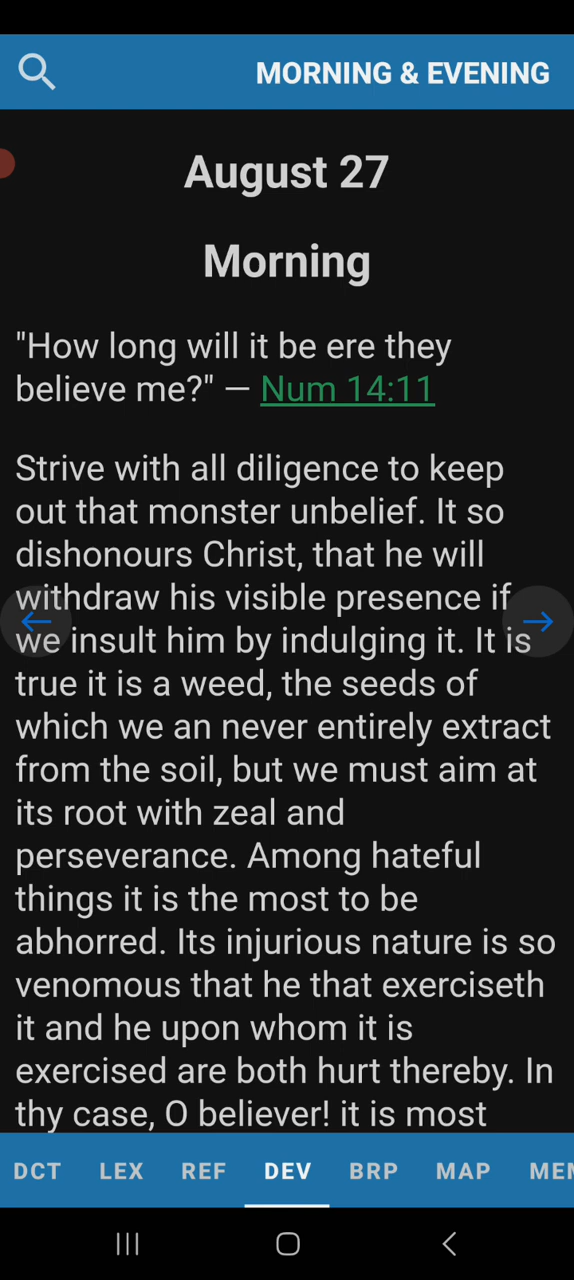 MORNING & EVENING
August 27
Morning
"How long will it be ere they
believe me?" — Num 14:11
Strive with all diligence to keep
out that monster unbelief. It so
dishonours Christ, that he will
withdraw his visible presence if
we insult him by indulging it. It is
true it is a weed, the seeds of
which we an never entirely extract
from the soil, but we must aim at
its root with zeal and
perseverance. Among hateful
things it is the most to be
abhorred. Its injurious nature is so
venomous that he that exerciseth
it and he upon whom it is
exercised are both hurt thereby. In
thy case, O believer! it is most
DCT LEX REF DEV BRP MAP MEM